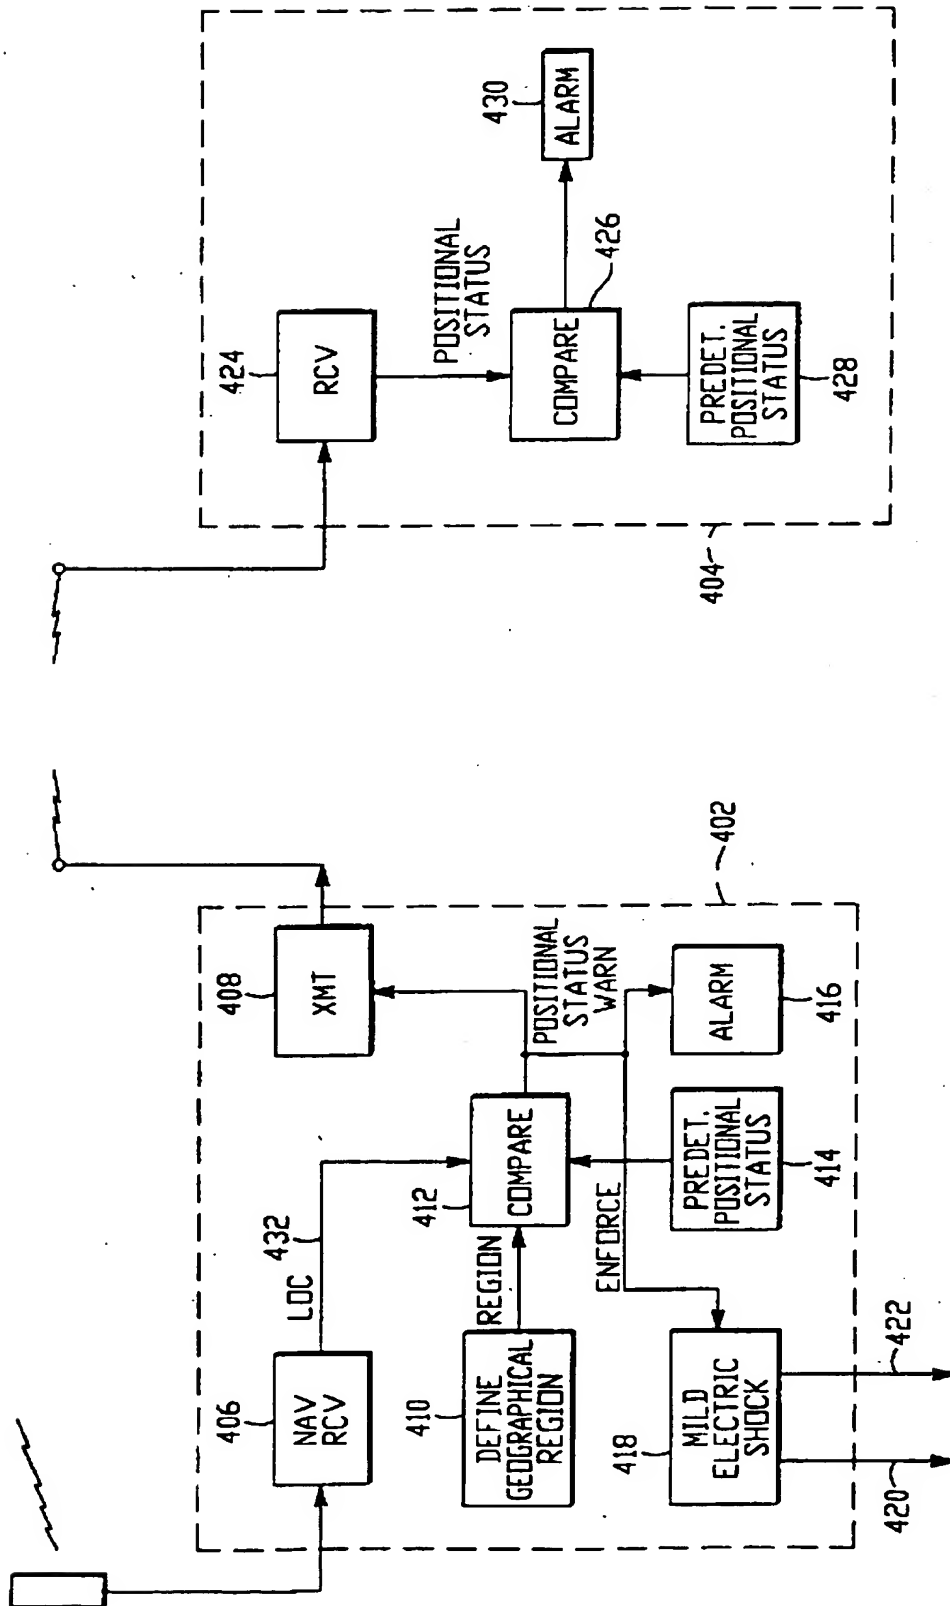 406
NAV
RCV
LOC
432
408
XMT
410
DEFINE
GEOGRAPHICAL
REGION
REGION
412
COMPARE
POSITIONAL
STATUS
WARN
418
MILD
ELECTRIC
SHOCK
ENFORCE
PREDET.
POSITIONAL
STATUS
414
ALARM
416
420
422
402
404
424
RCV
POSITIONAL
STATUS
COMPARE
426
430
ALARM
PREDET.
POSITIONAL
STATUS
428